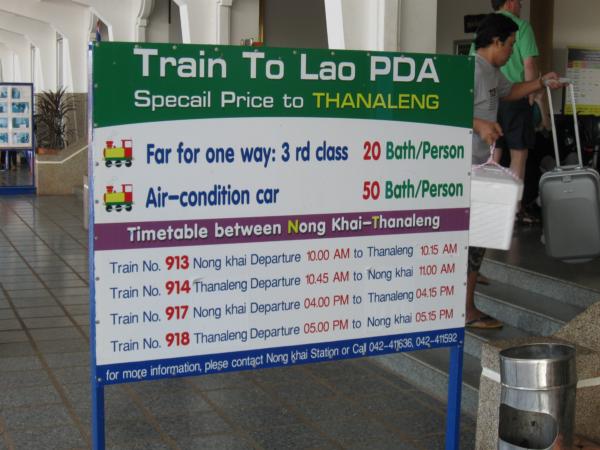 Train To Lao PDA
Specail Price to THANALENG
Far for one way: 3 rd class 20 Bath/Person
Air-condition car 50 Bath/Person
Timetable between Nong Khai-Thanaleng
Train No. 913 Nong khai Departure 10.00 AM to Thanaleng 10.15 AM
Train No. 914 Thanaleng Departure 10.45 AM to Nong khai 11.00 AM
Train No. 917 Nong khai Departure 04.00 PM to Thanaleng 04.15 PM
Train No. 918 Thanaleng Departure 05.00 PM to Nong khai 05.15 PM
for more information, please contact Nong khai Station or Call 042-411636, 042-411592